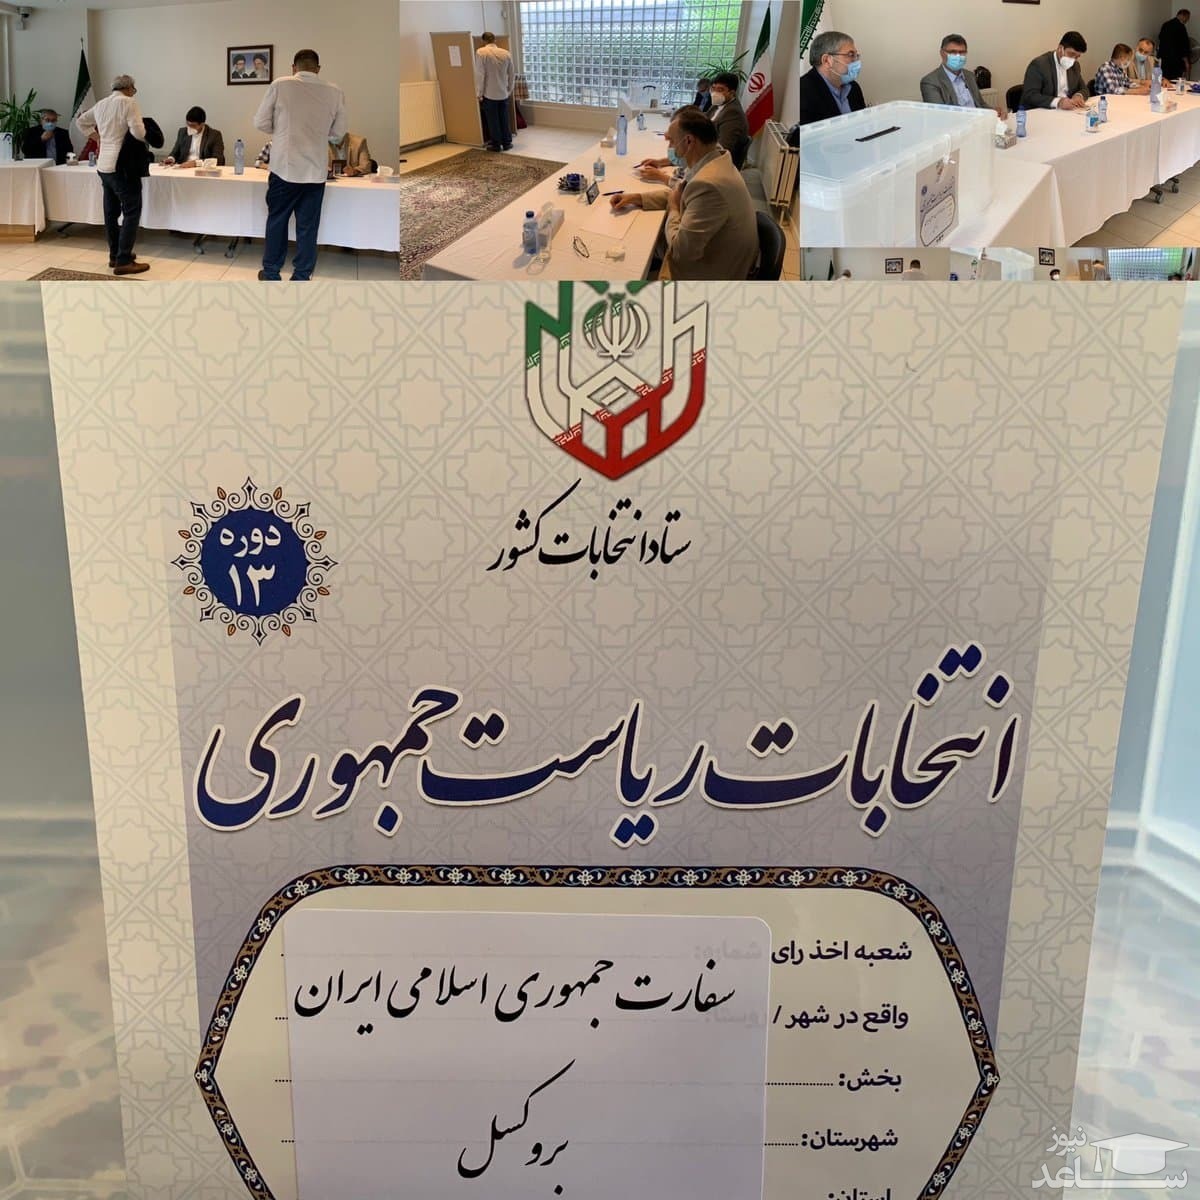 ستاد انتخابات کشور
دوره
۱۳
انتخابات ریاست جمهوری
شعبه اخذ رای شماره:
سفارت جمهوری اسلامی ایران
واقع در شهر /
بروکسل
بخش:
شهرستان:
استان:
ساعد نیوز